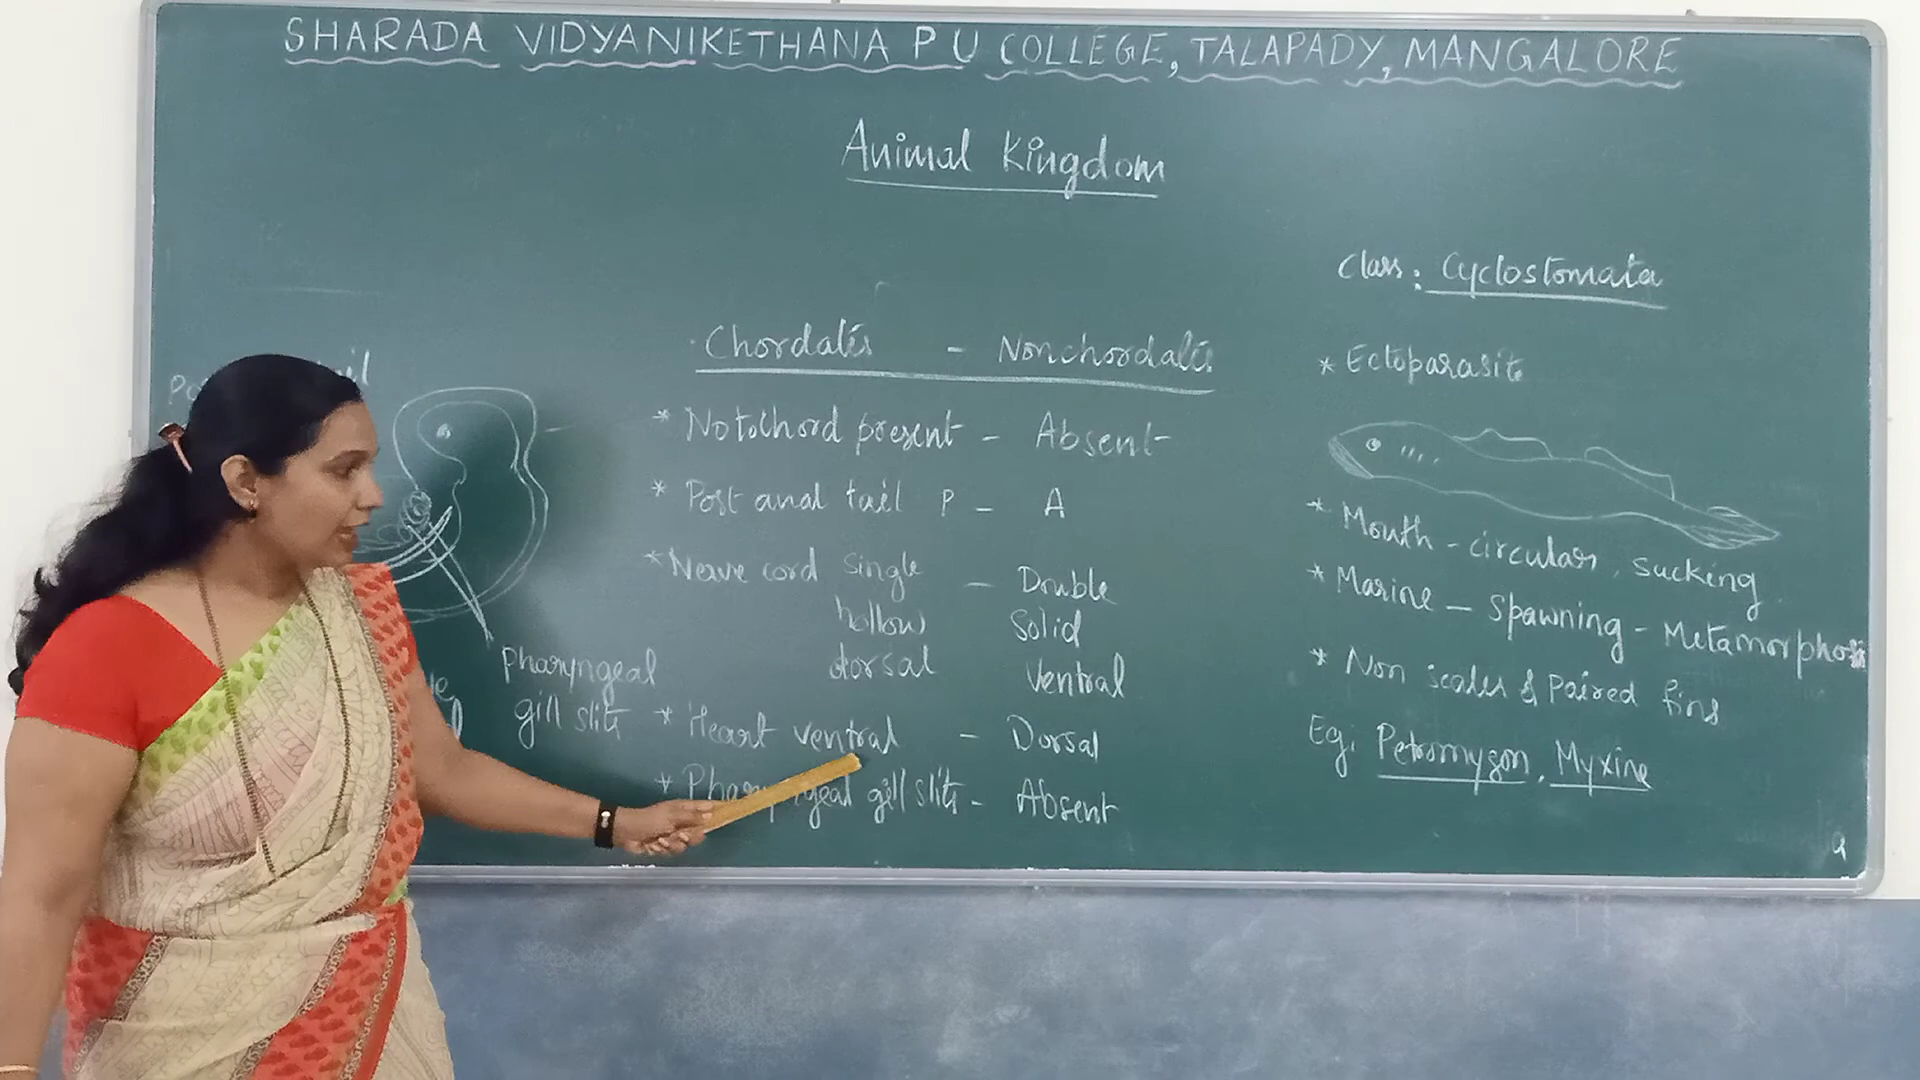 SHARADA VIDYANIKETHANA P U COLLEGE, TALAPADY, MANGALORE
Animal Kingdom
Chordates - Nonchordates
* Notochord present - Absent
* Post anal tail P - A
* Nerve cord single - Double
hollow Solid
dorsal Ventral
* Heart ventral - Dorsal
* Pharyngeal gill slits - Absent
Pharyngeal
gill slits
Class: Cyclostomata
* Ectoparasite
* Mouth - circular, sucking
* Marine - Spawning - Metamorphosis
* Non scales & paired fins
Eg; Petromyzon, Myxine